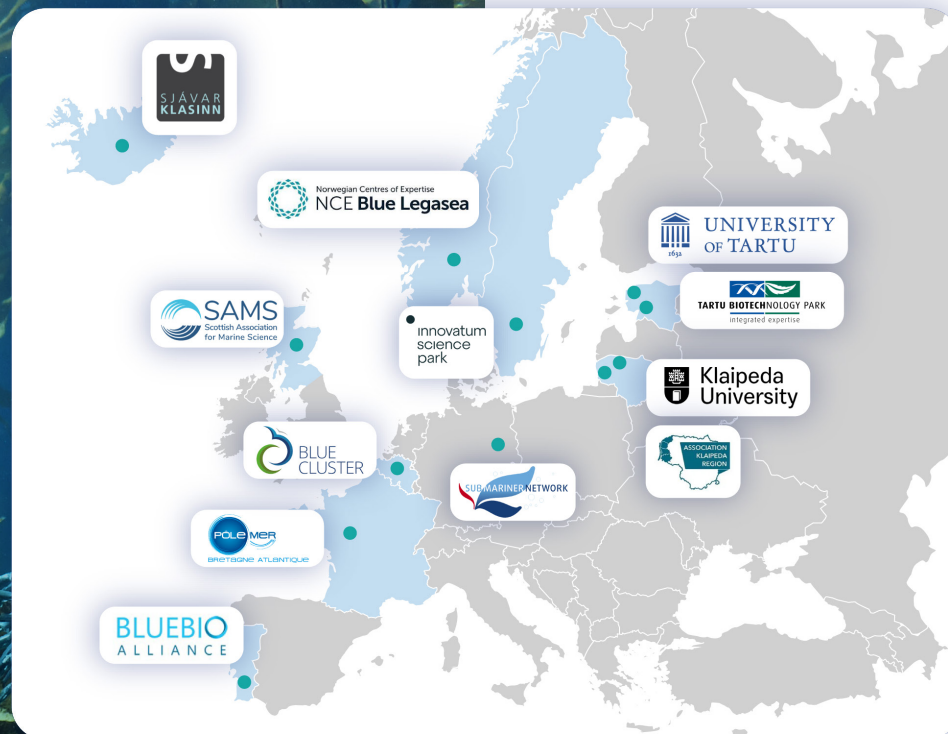 SJÁVAR
KLASINN
Norwegian Centres of Expertise
NCE Blue Legasea
UNIVERSITY
OF TARTU
1632
TARTU BIOTECHNOLOGY PARK
integrated expertise
SAMS
Scottish Association
for Marine Science
innovatum
science
park
Klaipeda
University
BLUE
CLUSTER
ASSOCIATION
KLAIPEDA
REGION
SUBMARINER NETWORK
POLE MER
BRETAGNE ATLANTIQUE
BLUEBIO
ALLIANCE